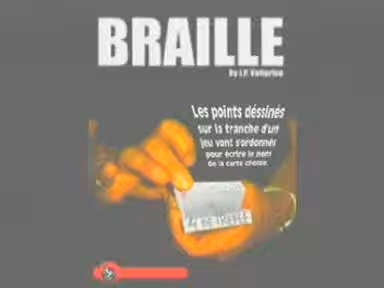 BRAILLE
By J.P. Vallarino
Les points déssinés
sur la tranche d'un
jeu vont s'ordonnés
pour écrire le nom
de la carte choisie.